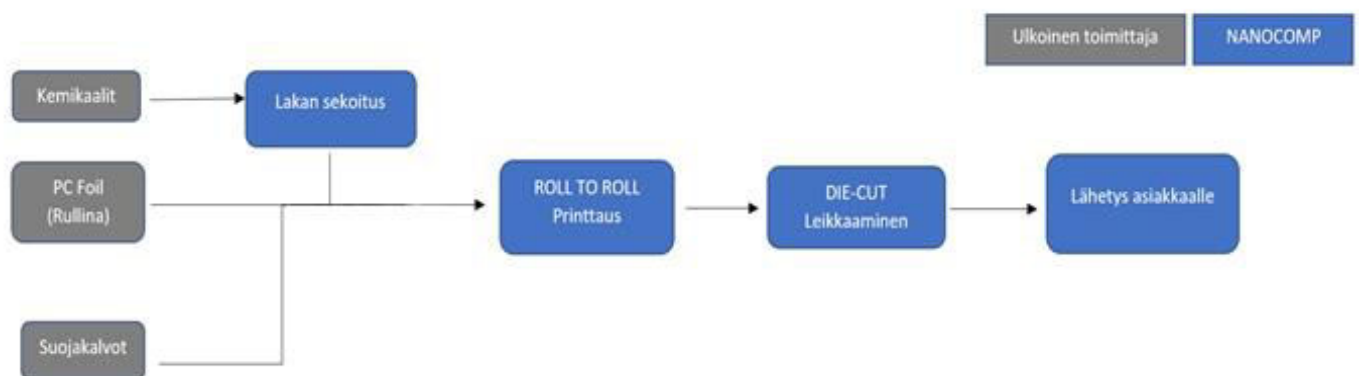 Ulkoinen toimittaja
NANOCOMP
Kemikaalit
Lakan sekoitus
PC Foil
(Rullina)
ROLL TO ROLL
Printtaus
DIE-CUT
Leikkaaminen
Lähetys asiakkaalle
Suojakalvot